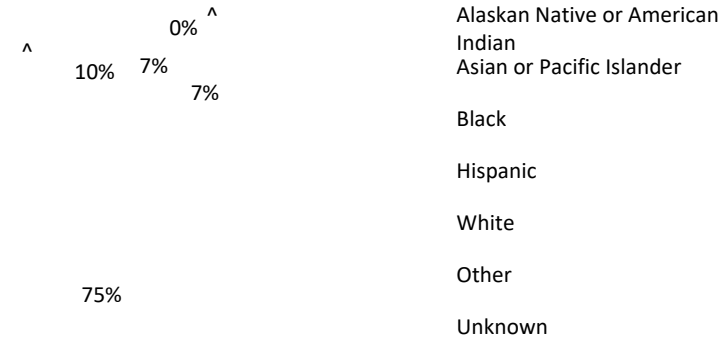 0% ^
^
10% 7%
7%
75%
Alaskan Native or American
Indian
Asian or Pacific Islander
Black
Hispanic
White
Other
Unknown